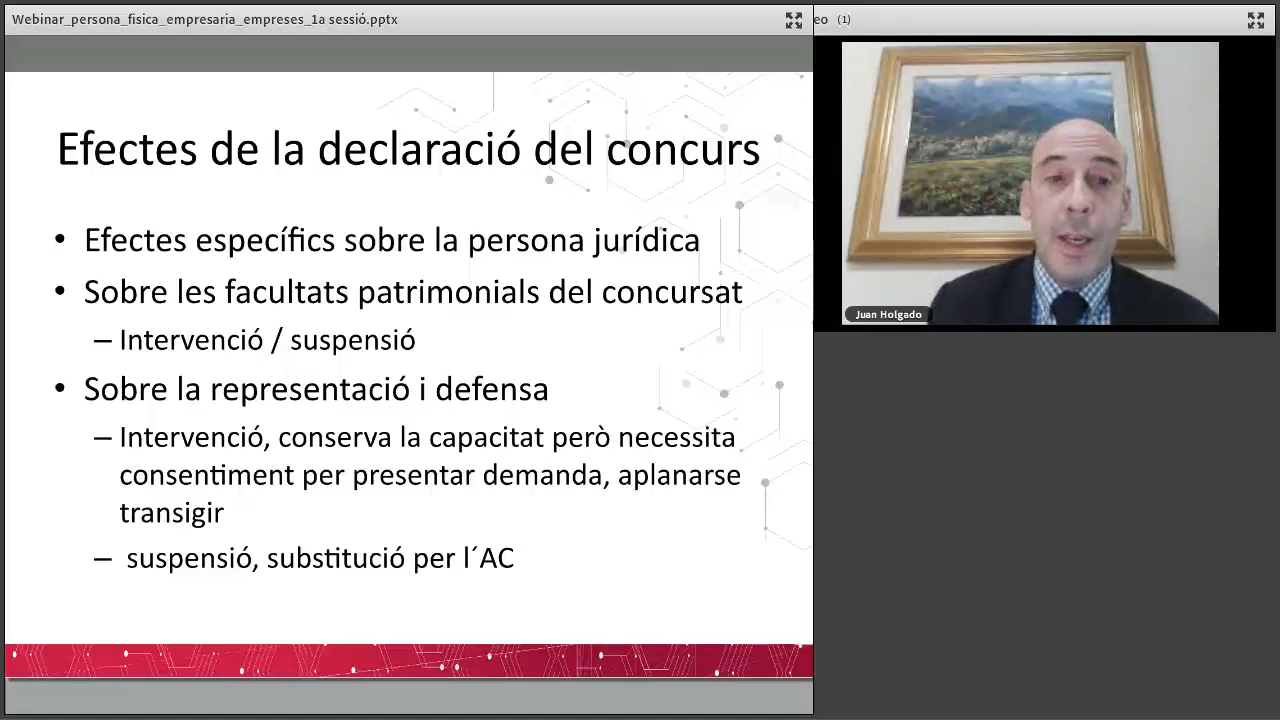 Webinar_persona_fisica_empresaria_empreses_1a sessió.pptx
eo (1)
Efectes de la declaració del concurs
• Efectes específics sobre la persona jurídica
• Sobre les facultats patrimonials del concursat
– Intervenció / suspensió
• Sobre la representació i defensa
– Intervenció, conserva la capacitat però necessita
consentiment per presentar demanda, aplanarse
transigir
– suspensió, substitució per l´AC
Juan Holgado